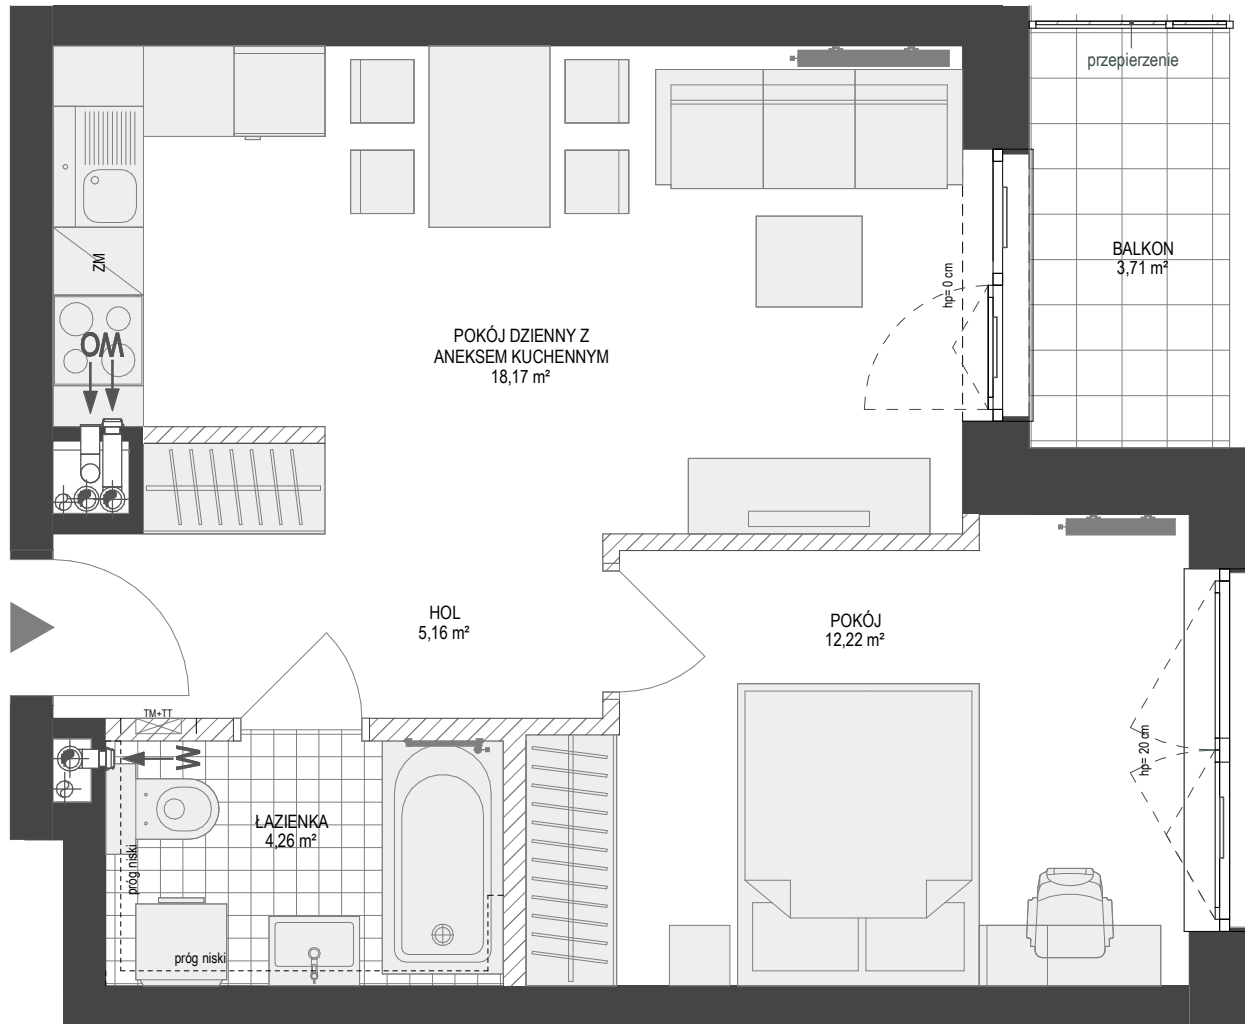 przepierzenie
BALKON
3,71 m²
hp= 0 cm
ZM
WO
POKÓJ DZIENNY Z
ANEKSEM KUCHENNYM
18,17 m²
HOL
5,16 m²
POKÓJ
12,22 m²
TM+TT
W
ŁAZIENKA
4,26 m²
próg niski
próg niski
hp= 20 cm